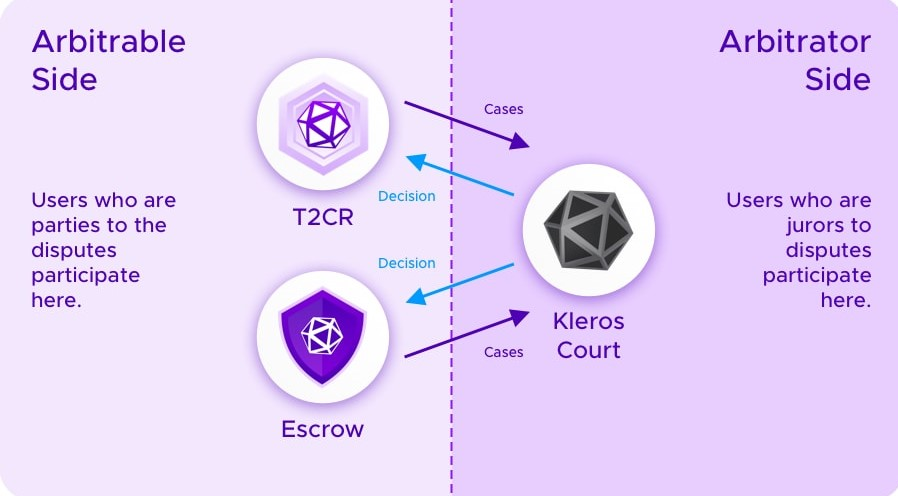 Arbitrable
Side
Arbitrator
Side
Cases
Decision
T2CR
Users who are
parties to the
disputes
participate
here.
Users who are
jurors to
disputes
participate
here.
Decision
Kleros
Court
Cases
Escrow